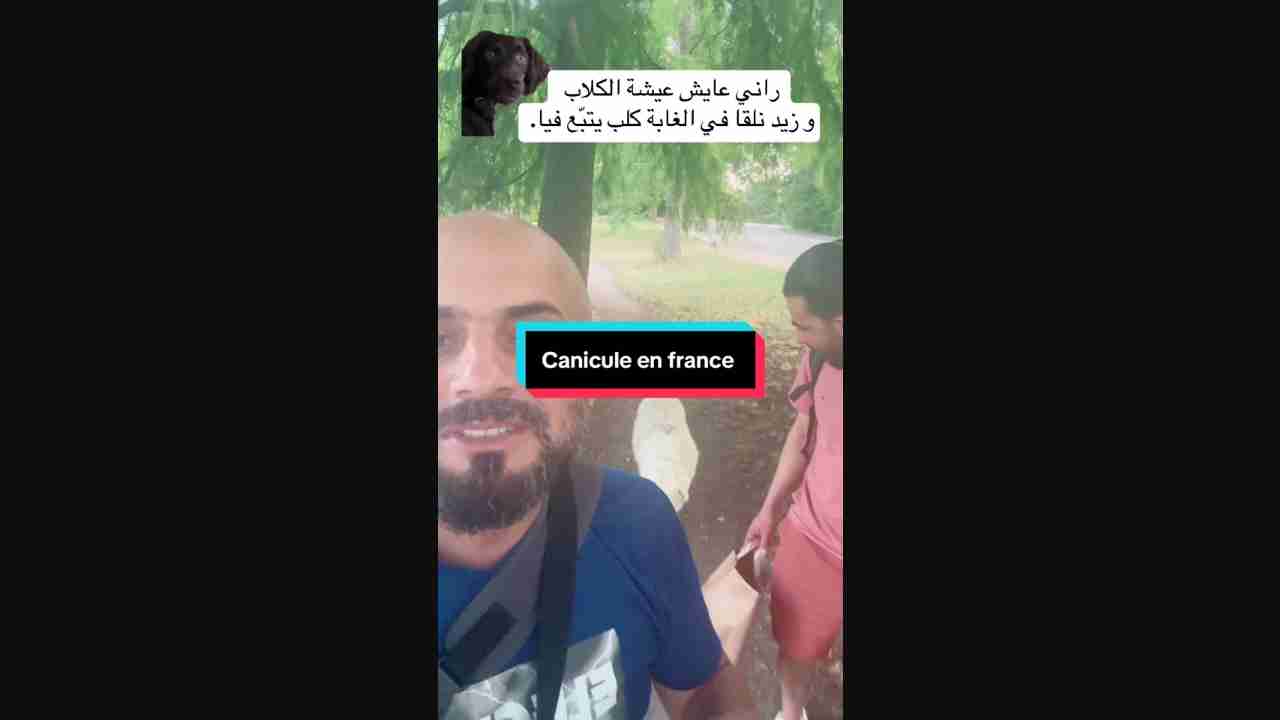 راني عايش عيشة الكلاب
و زيد نلقا في الغابة كلب يتبّع فيا.
Canicule en france